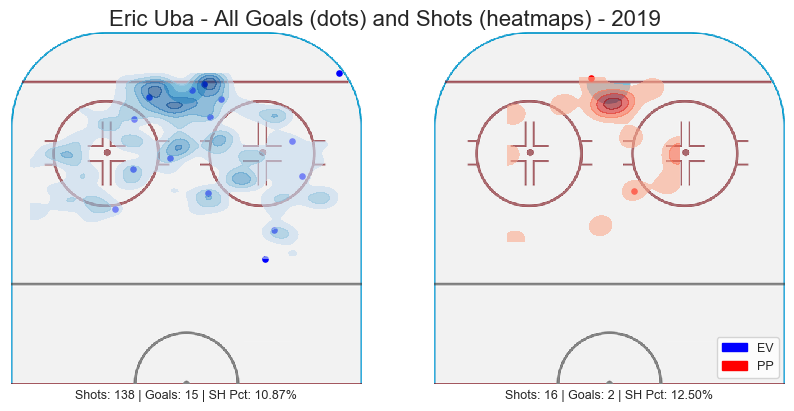 Eric Uba - All Goals (dots) and Shots (heatmaps) - 2019
EV
PP
Shots: 138 | Goals: 15 | SH Pct: 10.87%
Shots: 16 | Goals: 2 | SH Pct: 12.50%